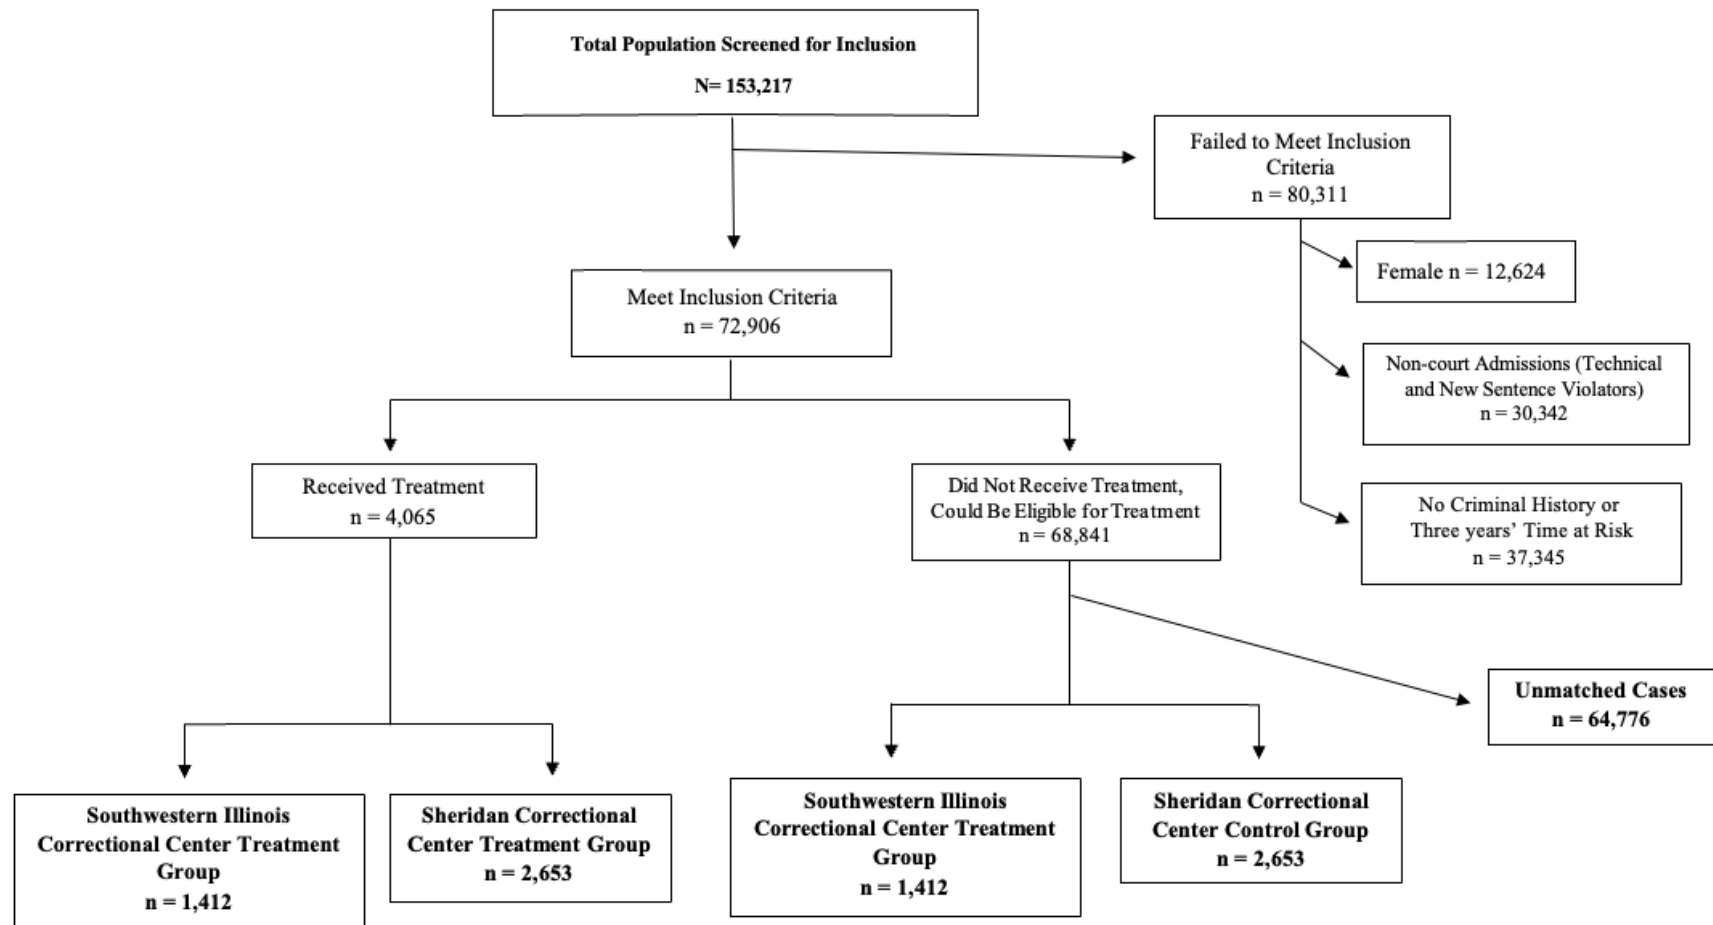 Total Population Screened for Inclusion
N= 153,217
Failed to Meet Inclusion
Criteria
n = 80,311
Female n = 12,624
Meet Inclusion Criteria
n = 72,906
Non-court Admissions (Technical
and New Sentence Violators)
n = 30,342
Received Treatment
n = 4,065
Did Not Receive Treatment,
Could Be Eligible for Treatment
n = 68,841
No Criminal History or
Three years’ Time at Risk
n = 37,345
Unmatched Cases
n = 64,776
Southwestern Illinois
Correctional Center Treatment
Group
n = 1,412
Sheridan Correctional
Center Treatment Group
n = 2,653
Southwestern Illinois
Correctional Center Treatment
Group
n = 1,412
Sheridan Correctional
Center Control Group
n = 2,653